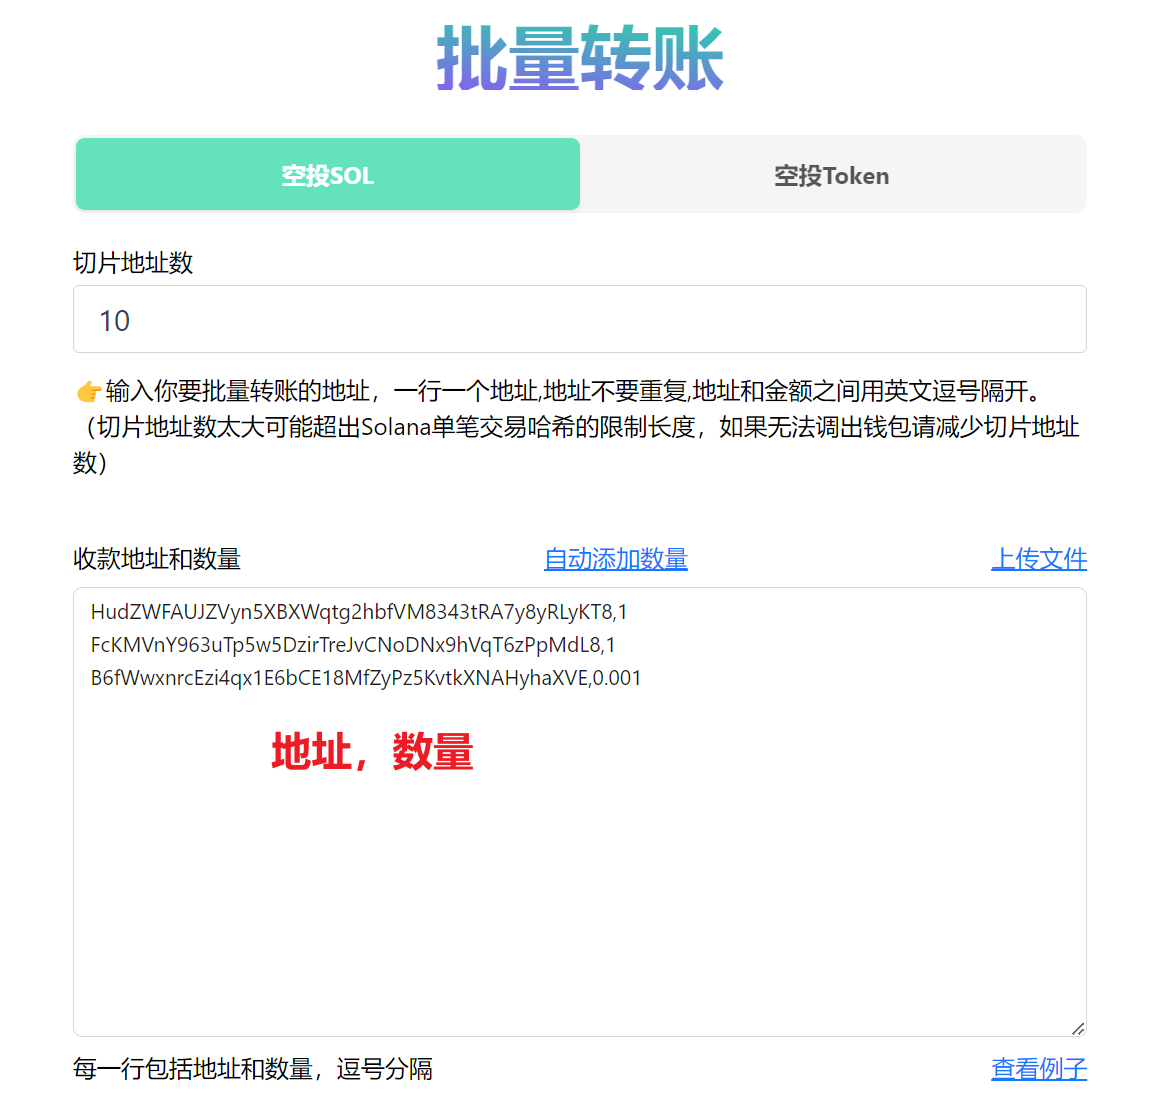 批量转账
空投SOL
空投Token
切片地址数
10
👉输入你要批量转账的地址，一行一个地址,地址不要重复,地址和金额之间用英文逗号隔开。
（切片地址数太大可能超出Solana单笔交易哈希的限制长度，如果无法调出钱包请减少切片地址
数）
收款地址和数量 自动添加数量 上传文件
HudZWFAUJZVyn5XBXWqtg2hbfVM8343tRA7y8yRLyKT8,1
FcKMVnY963uTp5w5DzirTreJvCNoDNx9hVqT6zPpMdL8,1
B6fWwxnrcEzi4qx1E6bCE18MfZyPz5KvtkXNAHyhaXVE,0.001
地址，数量
每一行包括地址和数量，逗号分隔 查看例子